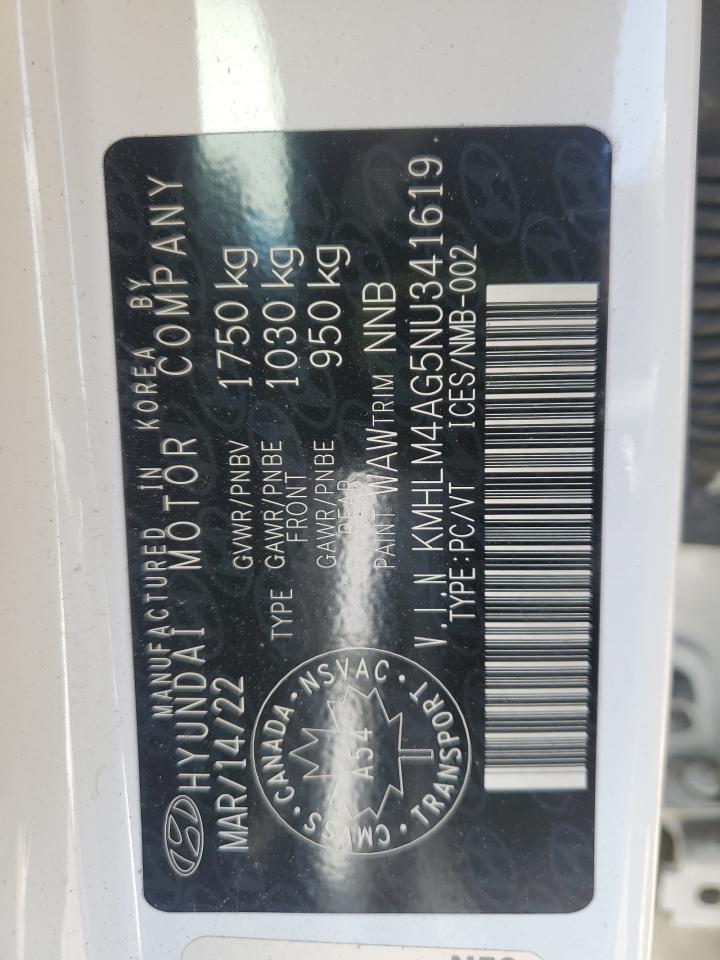 MANUFACTURED IN KOREA BY
HYUNDAI MOTOR COMPANY
MAR/14/22 GVWR/PNBV 1750 kg
TYPE GAWR/PNBE FRONT 1030 kg
GAWR/PNBE REAR 950 kg
PAINT WAW TRIM NNB
V.I.N KMHLM4AG5NU341619
TYPE:PC/VT ICES/NMB-002
CMVSS · CANADA · NSVAC · TRANSPORT
A54